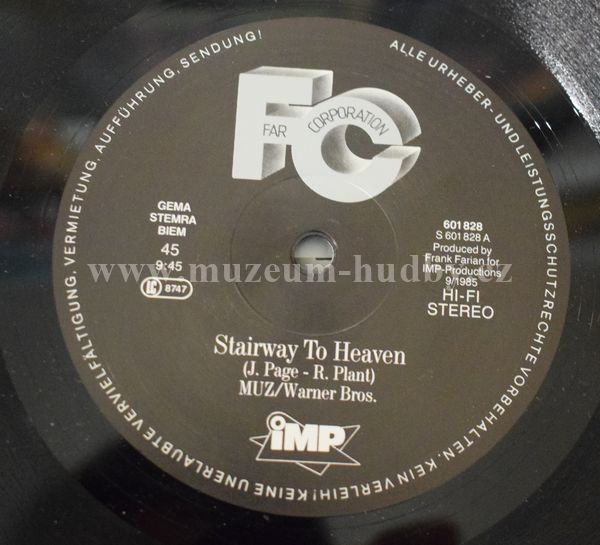 ALLE URHEBER- UND LEISTUNGSSCHUTZRECHTE VORBEHALTEN. KEIN VERLEIH! KEINE UNERLAUBTE VERVIELFÄLTIGUNG, VERMIETUNG, AUFFÜHRUNG, SENDUNG!
FC
FAR CORPORATION
GEMA
STEMRA
BIEM
45
9:45
LC 8747
601 828
S 601 828 A
Produced by
Frank Farian for
IMP-Productions
9/1985
HI-FI
STEREO
www.muzeum-hudby.cz
Stairway To Heaven
(J. Page - R. Plant)
MUZ/Warner Bros.
iMP